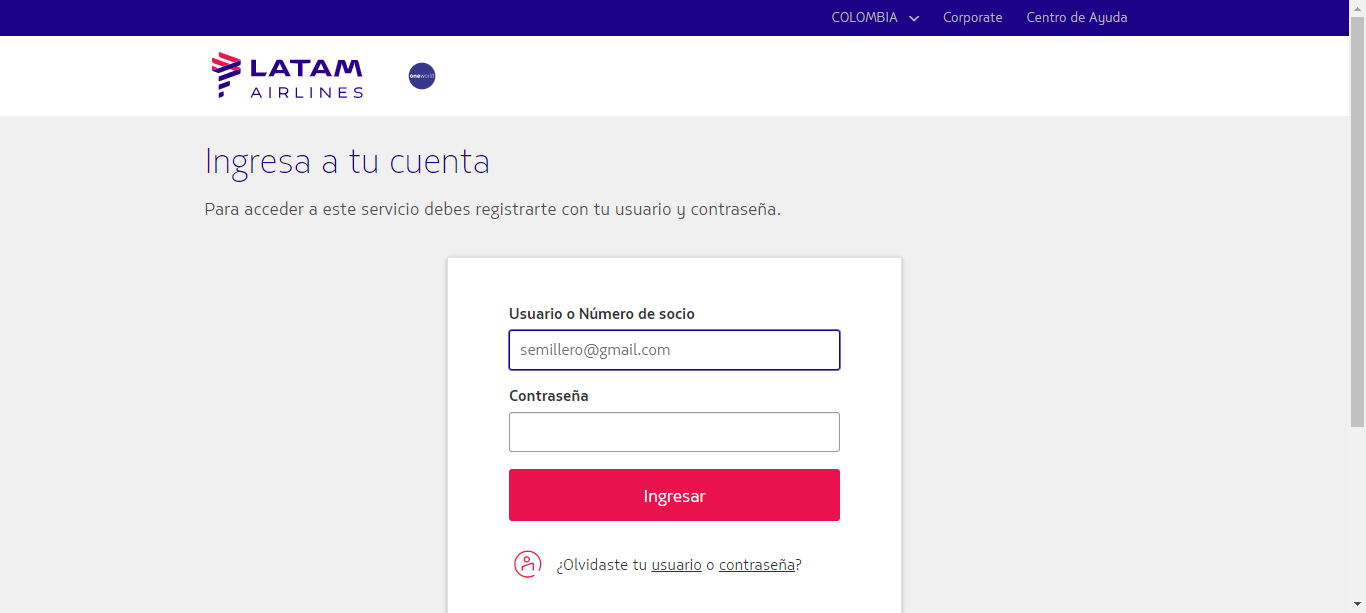 COLOMBIA Corporate Centro de Ayuda
LATAM
AIRLINES
oneworld
Ingresa a tu cuenta
Para acceder a este servicio debes registrarte con tu usuario y contraseña.
Usuario o Número de socio
semillero@gmail.com
Contraseña
Ingresar
¿Olvidaste tu usuario o contraseña?